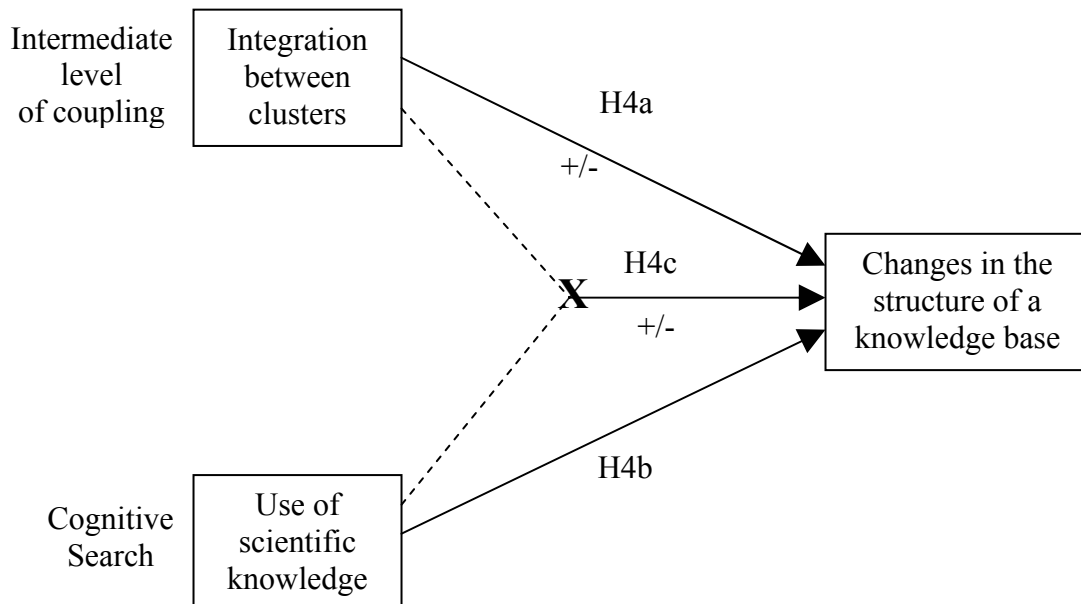 Intermediate
level
of coupling
Integration
between
clusters
H4a
+/-
H4c
X
+/-
Changes in the
structure of a
knowledge base
H4b
Cognitive
Search
Use of
scientific
knowledge